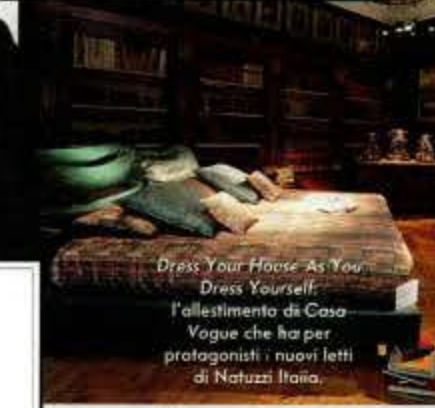 Dress Your House As You
Dress Yourself:
l'allestimento di Casa
Vogue che ha per
protagonisti i nuovi letti
di Natuzzi Italia.